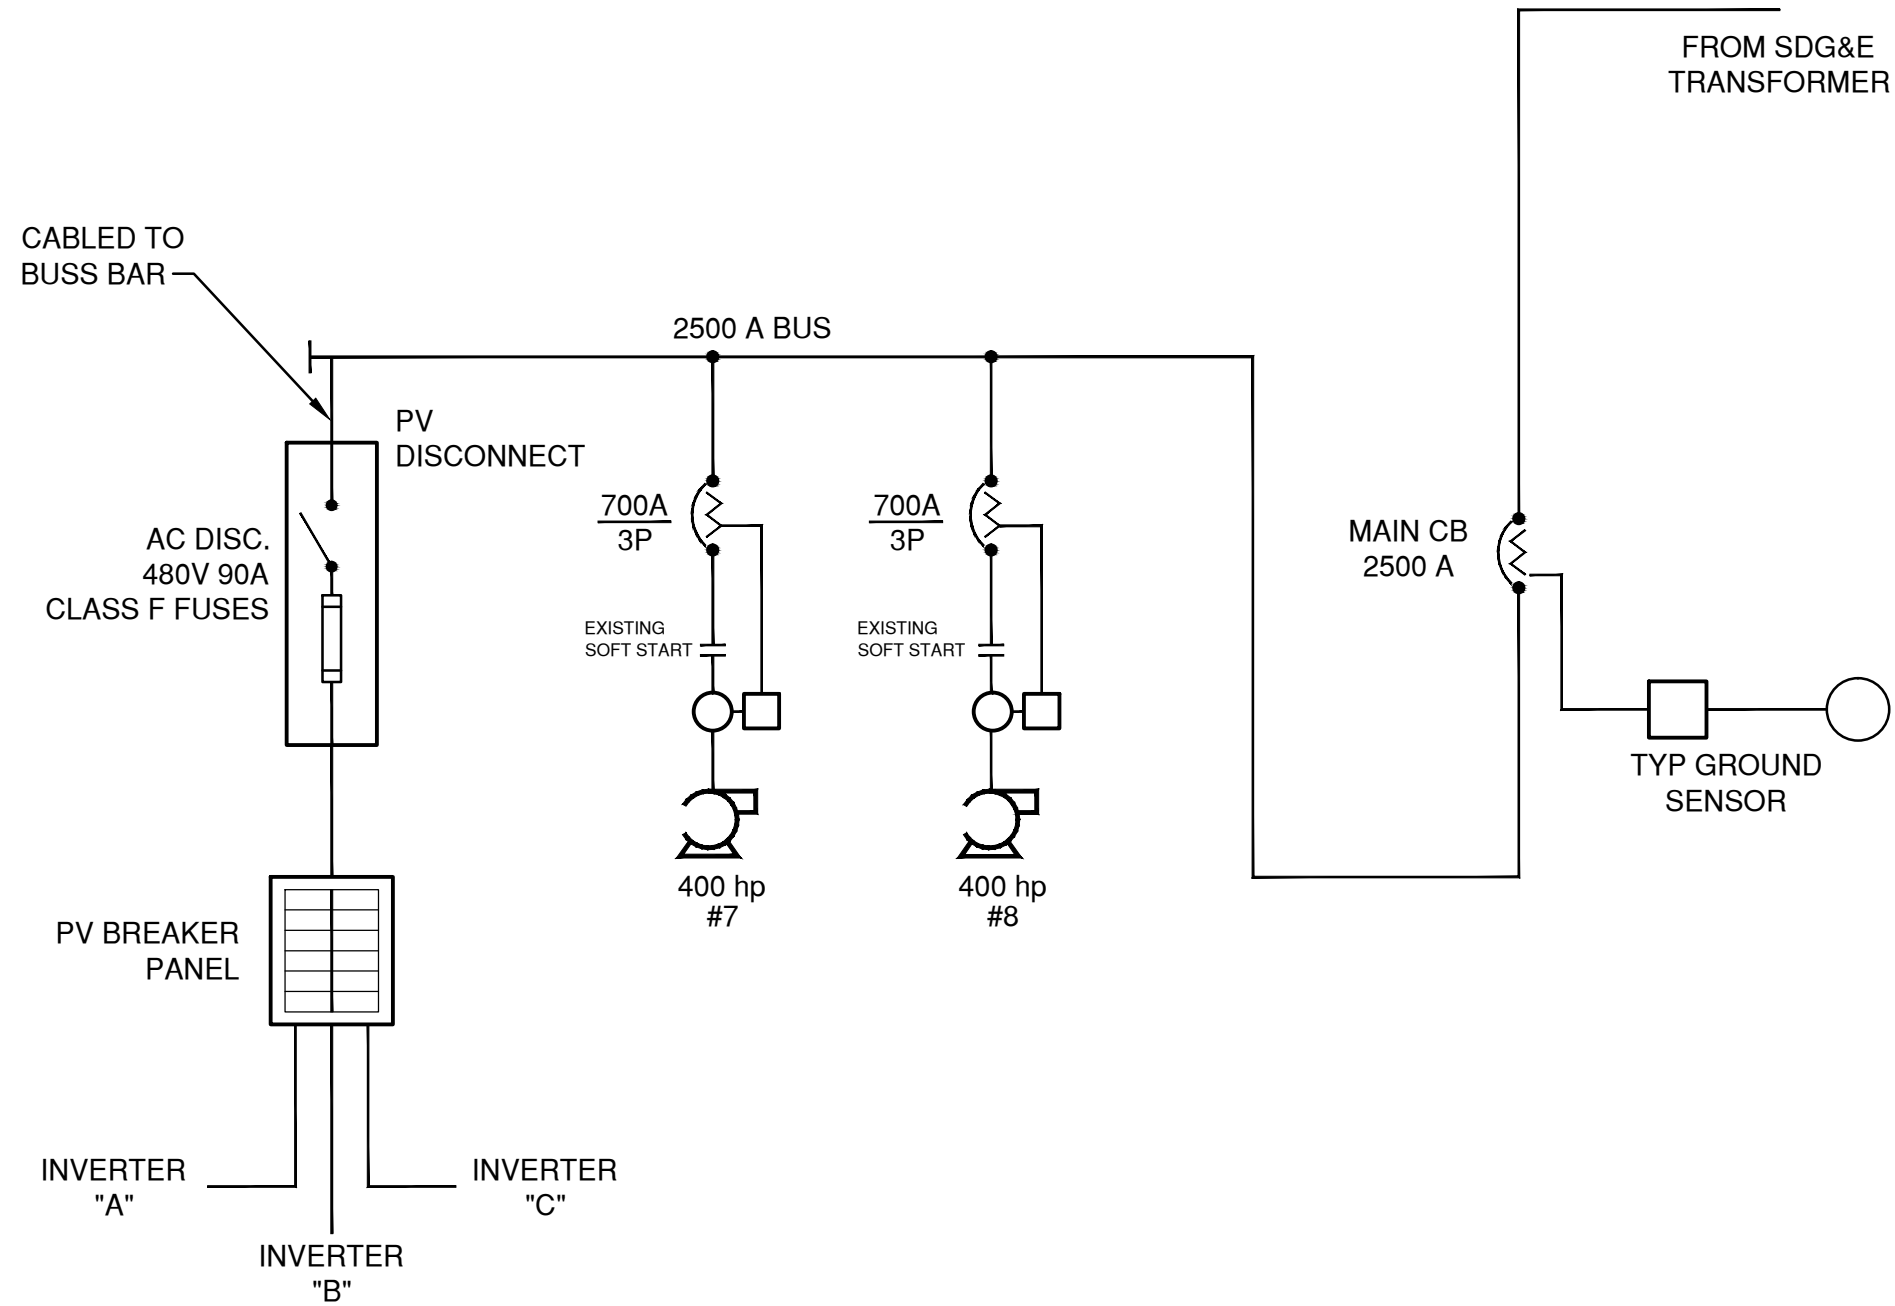 FROM SDG&E
TRANSFORMER
CABLED TO
BUSS BAR
2500 A BUS
PV
DISCONNECT
AC DISC.
480V 90A
CLASS F FUSES
700A
3P
700A
3P
MAIN CB
2500 A
EXISTING
SOFT START
EXISTING
SOFT START
TYP GROUND
SENSOR
400 hp
#7
400 hp
#8
PV BREAKER
PANEL
INVERTER
"A"
INVERTER
"C"
INVERTER
"B"